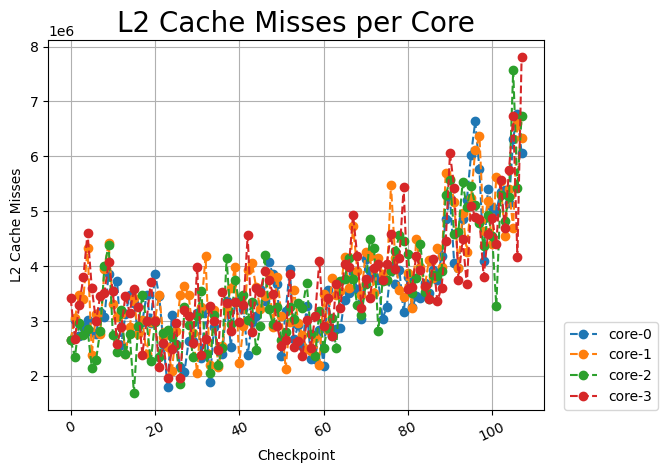 L2 Cache Misses per Core
1e6
8
7
6
5
4
3
2
L2 Cache Misses
0 20 40 60 80 100
Checkpoint
core-0
core-1
core-2
core-3